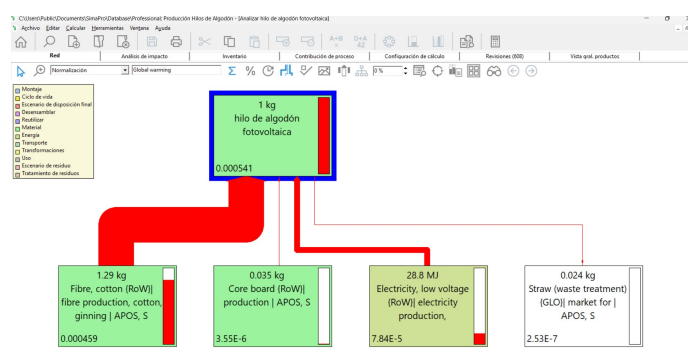 C:\Users\Public\Documents\SimaPro\Database\Professional; Producción Hilos de Algodón - [Analizar hilo de algodón fotovoltaica]
Archivo Editar Calcular Herramientas Ventana Ayuda
A+B
D+A
Red Análisis de impacto Inventario Contribución de proceso Configuración de cálculo Revisiones (608) Vista gral. productos
Normalización Global warming Σ % 0 %
Montaje
Ciclo de vida
Escenario de disposición final
Desensamblar
Reutilizar
Material
Energía
Transporte
Transformaciones
Uso
Escenario de residuo
Tratamiento de residuos
1 kg
hilo de algodón
fotovoltaica
0.000541
1.29 kg
Fibre, cotton (RoW)|
fibre production, cotton,
ginning | APOS, S
0.000459
0.035 kg
Core board (RoW)|
production | APOS, S
3.55E-6
28.8 MJ
Electricity, low voltage
(RoW)| electricity
production,
7.84E-5
0.024 kg
Straw (waste treatment)
(GLO)| market for |
APOS, S
2.53E-7